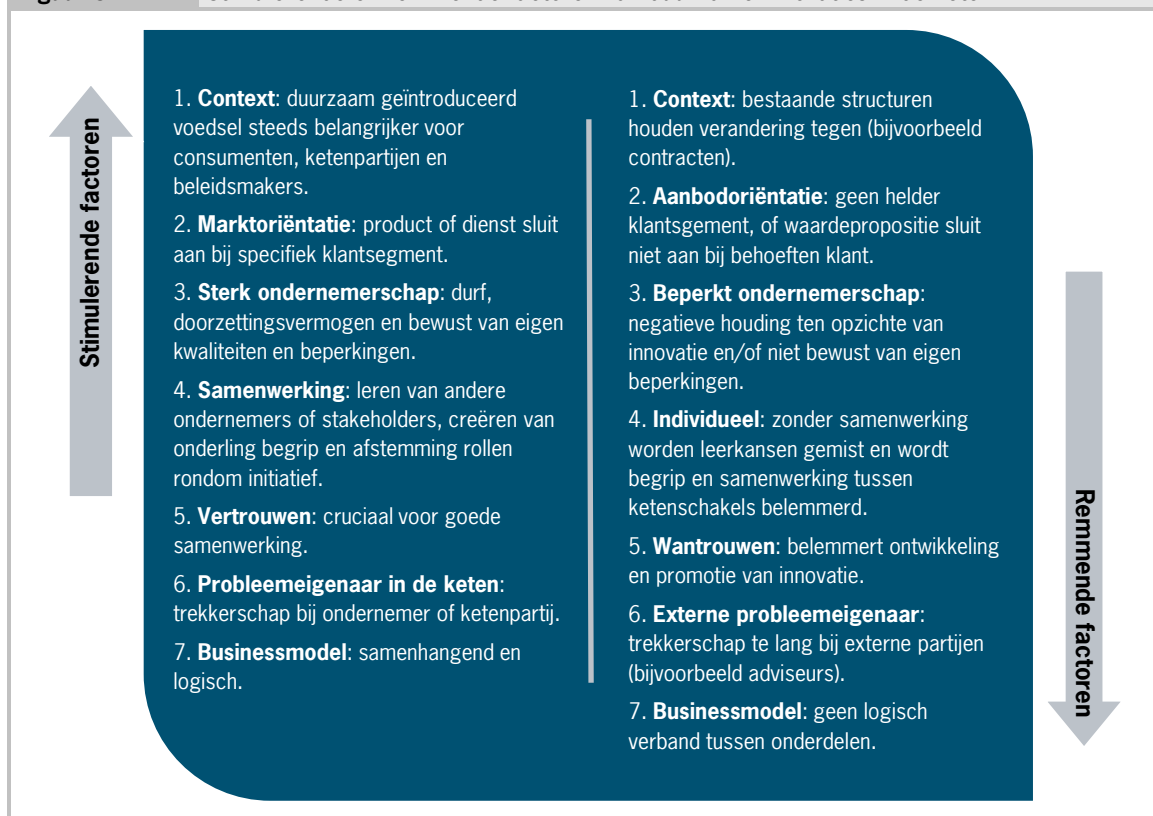 Stimulerende factoren
1. Context: duurzaam geïntroduceerd
voedsel steeds belangrijker voor
consumenten, ketenpartijen en
beleidsmakers.
2. Marktoriëntatie: product of dienst sluit
aan bij specifiek klantsegment.
3. Sterk ondernemerschap: durf,
doorzettingsvermogen en bewust van eigen
kwaliteiten en beperkingen.
4. Samenwerking: leren van andere
ondernemers of stakeholders, creëren van
onderling begrip en afstemming rollen
rondom initiatief.
5. Vertrouwen: cruciaal voor goede
samenwerking.
6. Probleemeigenaar in de keten:
trekkerschap bij ondernemer of ketenpartij.
7. Businessmodel: samenhangend en
logisch.
1. Context: bestaande structuren
houden verandering tegen (bijvoorbeeld
contracten).
2. Aanbodoriëntatie: geen helder
klantsgement, of waardepropositie sluit
niet aan bij behoeften klant.
3. Beperkt ondernemerschap:
negatieve houding ten opzichte van
innovatie en/of niet bewust van eigen
beperkingen.
4. Individueel: zonder samenwerking
worden leerkansen gemist en wordt
begrip en samenwerking tussen
ketenschakels belemmerd.
5. Wantrouwen: belemmert ontwikkeling
en promotie van innovatie.
6. Externe probleemeigenaar:
trekkerschap te lang bij externe partijen
(bijvoorbeeld adviseurs).
7. Businessmodel: geen logisch
verband tussen onderdelen.
Remmende factoren